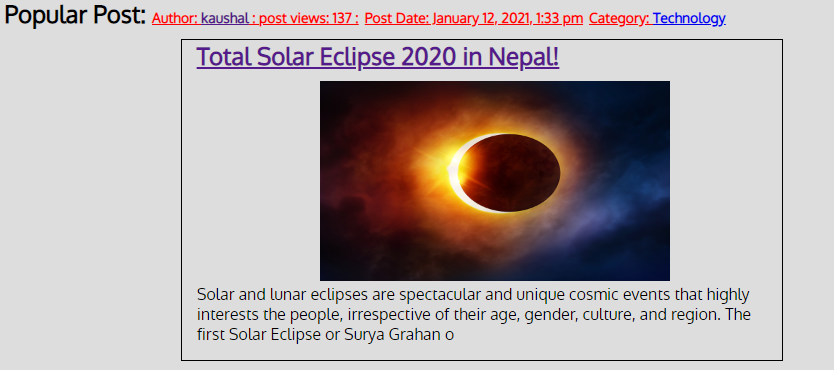 Popular Post: Author: kaushal : post views: 137 : Post Date: January 12, 2021, 1:33 pm Category: Technology
Total Solar Eclipse 2020 in Nepal!
Solar and lunar eclipses are spectacular and unique cosmic events that highly
interests the people, irrespective of their age, gender, culture, and region. The
first Solar Eclipse or Surya Grahan o